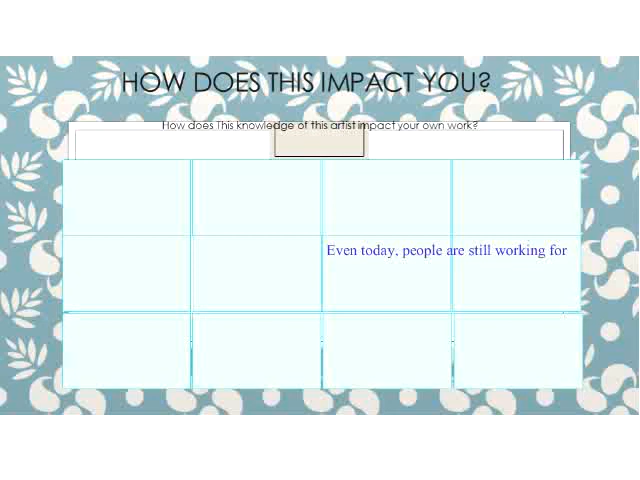 HOW DOES THIS IMPACT YOU?
How does This knowledge of this artist impact your own work?
Even today, people are still working for